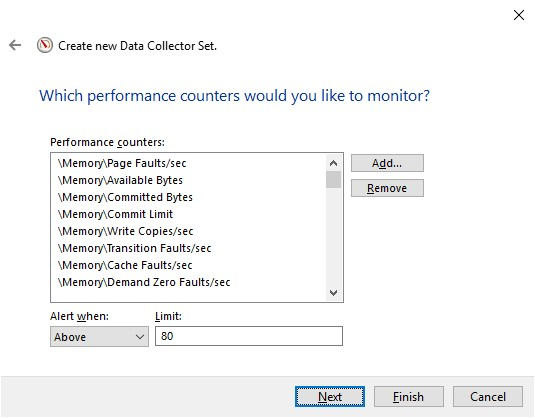 Create new Data Collector Set.
Which performance counters would you like to monitor?
Performance counters:
\Memory\Page Faults/sec
\Memory\Available Bytes
\Memory\Committed Bytes
\Memory\Commit Limit
\Memory\Write Copies/sec
\Memory\Transition Faults/sec
\Memory\Cache Faults/sec
\Memory\Demand Zero Faults/sec
Add...
Remove
Alert when: Limit:
Above 80
Next Finish Cancel